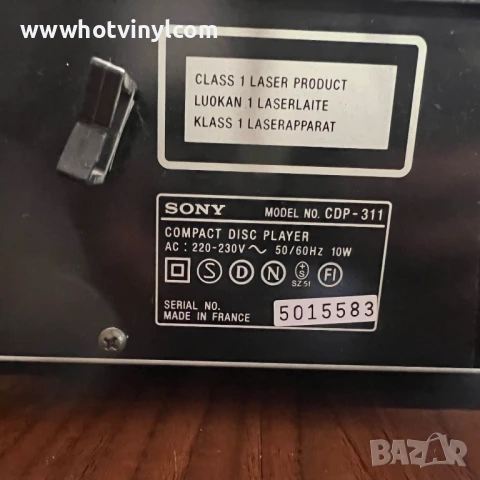 www.hotvinyl.com
CLASS 1 LASER PRODUCT
LUOKAN 1 LASERLAITE
KLASS 1 LASERAPPARAT
SONY MODEL NO. CDP-311
COMPACT DISC PLAYER
AC : 220-230V ~ 50/60HZ 10W
S D N S FI
SZ 51
SERIAL NO. 5015583
MADE IN FRANCE
BAZAR